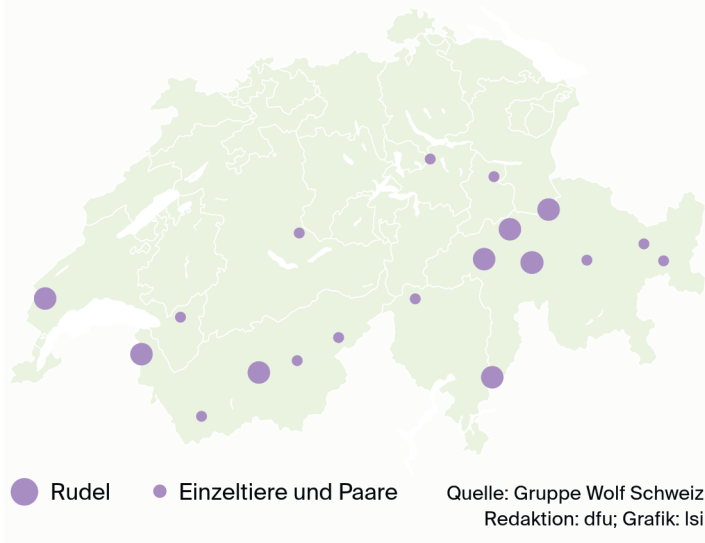 Rudel
Einzeltiere und Paare
Quelle: Gruppe Wolf Schweiz
Redaktion: dfu; Grafik: lsi